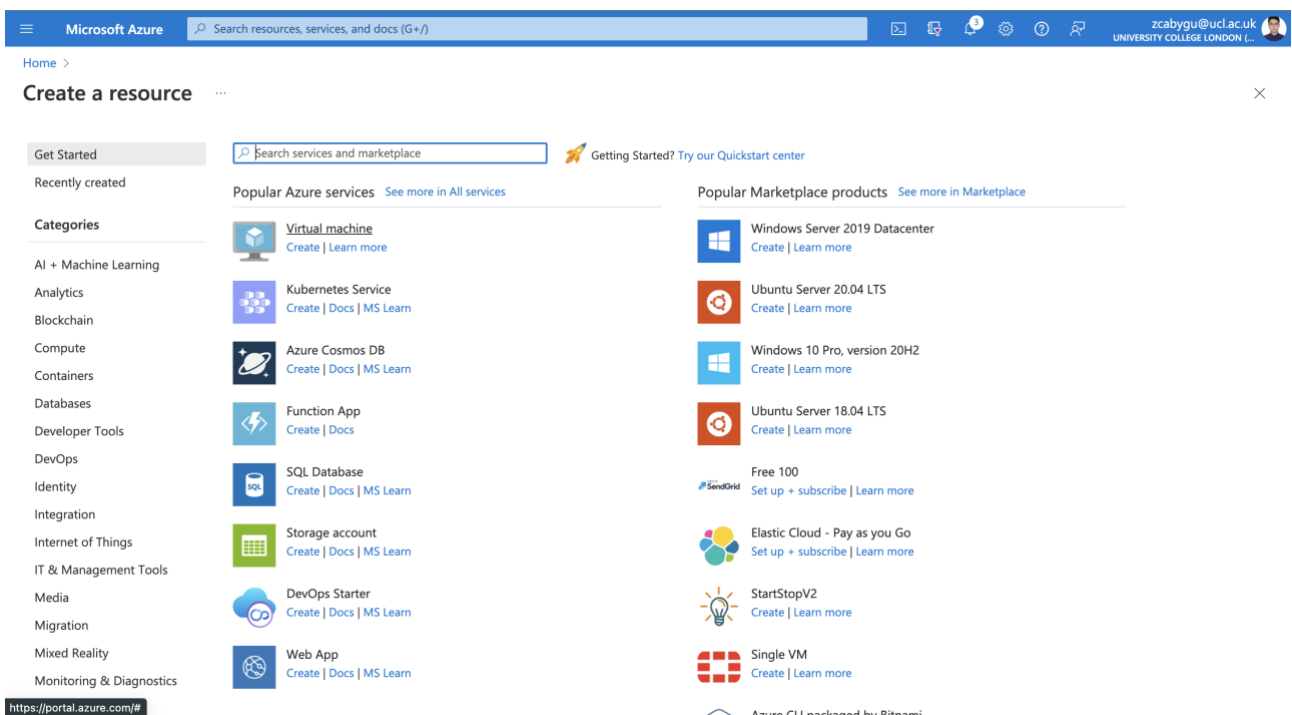 Microsoft Azure
Search resources, services, and docs (G+/)
3
zcabygu@ucl.ac.uk
UNIVERSITY COLLEGE LONDON (...
Home >
Create a resource ...
Get Started
Recently created
Categories
AI + Machine Learning
Analytics
Blockchain
Compute
Containers
Databases
Developer Tools
DevOps
Identity
Integration
Internet of Things
IT & Management Tools
Media
Migration
Mixed Reality
Monitoring & Diagnostics
Search services and marketplace
Getting Started? Try our Quickstart center
Popular Azure services See more in All services
Virtual machine
Create | Learn more
Kubernetes Service
Create | Docs | MS Learn
Azure Cosmos DB
Create | Docs | MS Learn
Function App
Create | Docs
SQL
SQL Database
Create | Docs | MS Learn
Storage account
Create | Docs | MS Learn
DevOps Starter
Create | Docs | MS Learn
Web App
Create | Docs | MS Learn
Popular Marketplace products See more in Marketplace
Windows Server 2019 Datacenter
Create | Learn more
Ubuntu Server 20.04 LTS
Create | Learn more
Windows 10 Pro, version 20H2
Create | Learn more
Ubuntu Server 18.04 LTS
Create | Learn more
SendGrid
Free 100
Set up + subscribe | Learn more
Elastic Cloud - Pay as you Go
Set up + subscribe | Learn more
StartStopV2
Create | Learn more
Single VM
Create | Learn more
Azure CLI packaged by Bitnami
https://portal.azure.com/#